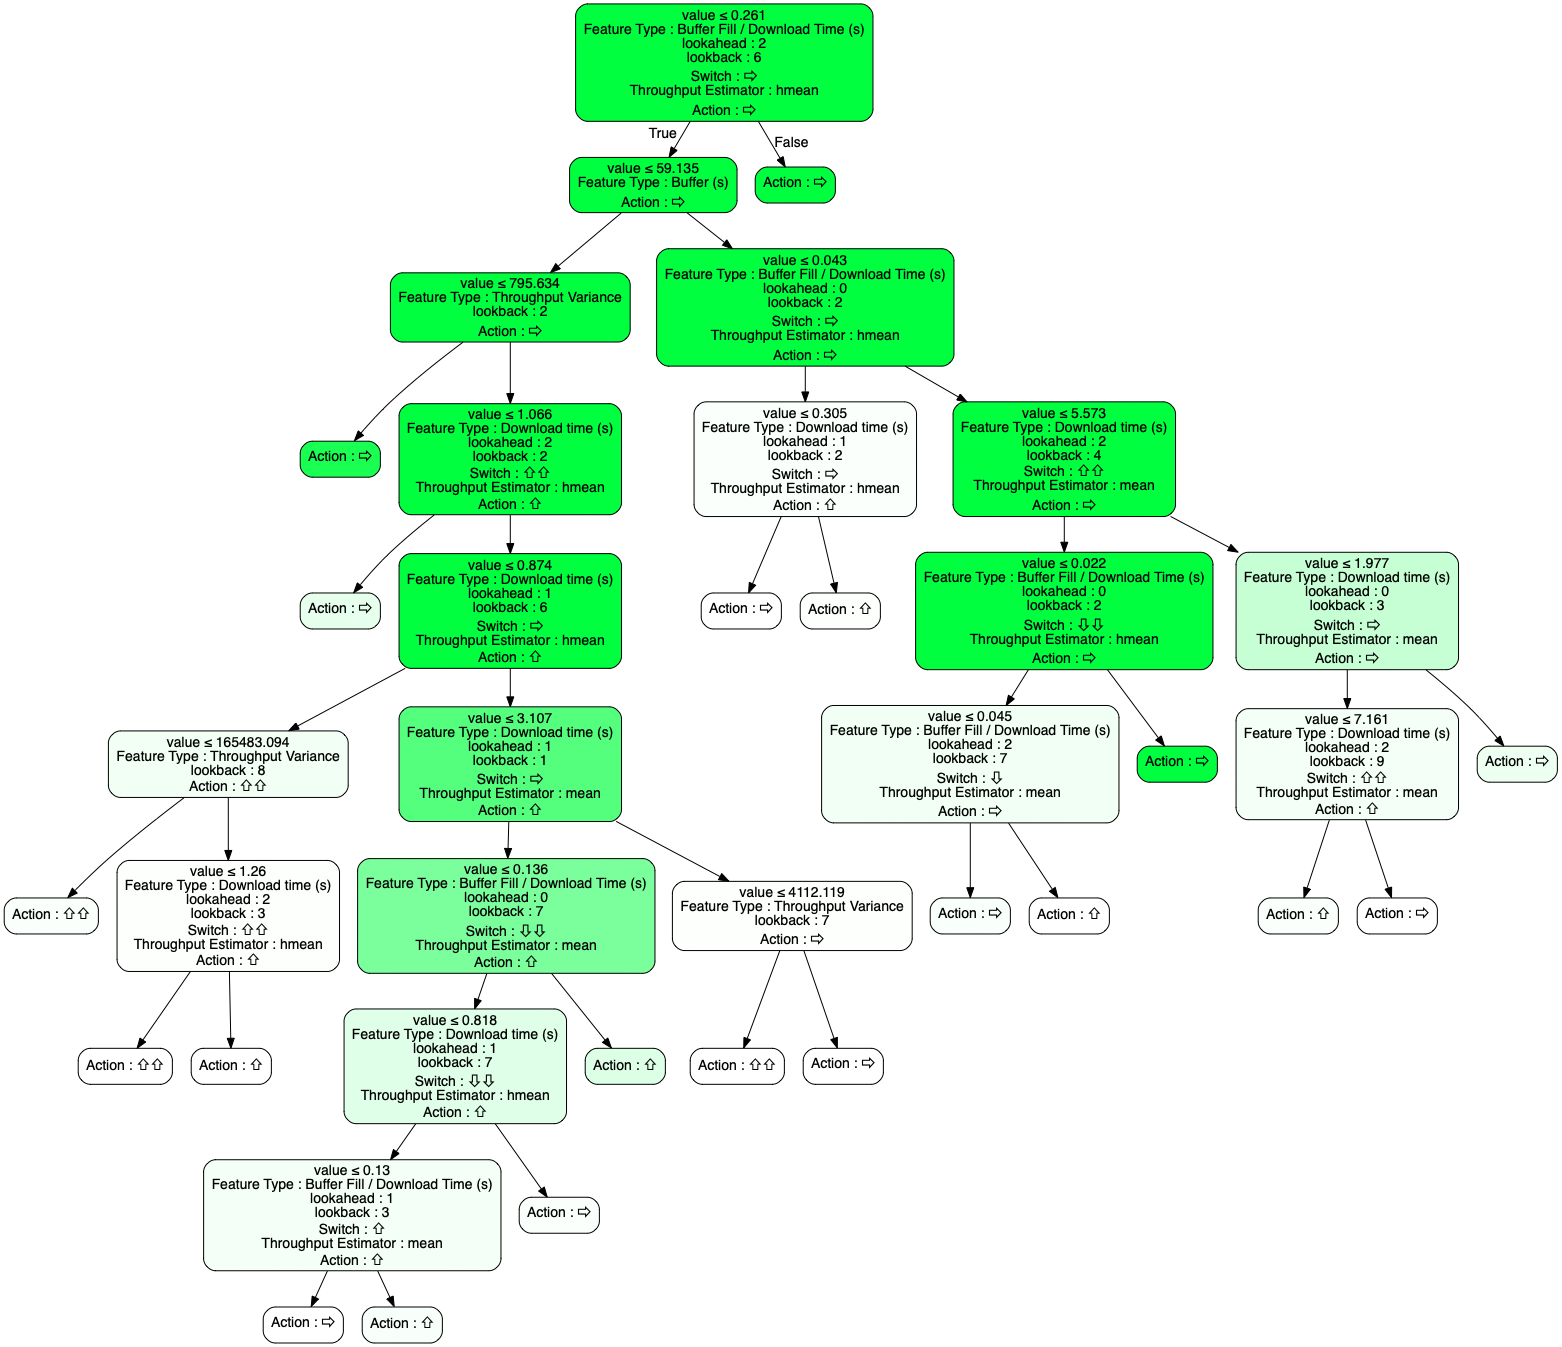 value ≤ 0.261
Feature Type : Buffer Fill / Download Time (s)
lookahead : 2
lookback : 6
Switch : ⇨
Throughput Estimator : hmean
Action : ⇨
True
False
value ≤ 59.135
Feature Type : Buffer (s)
Action : ⇨
Action : ⇨
value ≤ 795.634
Feature Type : Throughput Variance
lookback : 2
Action : ⇨
value ≤ 0.043
Feature Type : Buffer Fill / Download Time (s)
lookahead : 0
lookback : 2
Switch : ⇨
Throughput Estimator : hmean
Action : ⇨
Action : ⇨
value ≤ 1.066
Feature Type : Download time (s)
lookahead : 2
lookback : 2
Switch : ⇧⇧
Throughput Estimator : hmean
Action : ⇧
value ≤ 0.305
Feature Type : Download time (s)
lookahead : 1
lookback : 2
Switch : ⇨
Throughput Estimator : hmean
Action : ⇧
value ≤ 5.573
Feature Type : Download time (s)
lookahead : 2
lookback : 4
Switch : ⇧⇧
Throughput Estimator : mean
Action : ⇨
Action : ⇨
value ≤ 0.874
Feature Type : Download time (s)
lookahead : 1
lookback : 6
Switch : ⇨
Throughput Estimator : hmean
Action : ⇧
Action : ⇨
Action : ⇧
value ≤ 0.022
Feature Type : Buffer Fill / Download Time (s)
lookahead : 0
lookback : 2
Switch : ⇩⇩
Throughput Estimator : hmean
Action : ⇨
value ≤ 1.977
Feature Type : Download time (s)
lookahead : 0
lookback : 3
Switch : ⇨
Throughput Estimator : mean
Action : ⇨
value ≤ 165483.094
Feature Type : Throughput Variance
lookback : 8
Action : ⇧⇧
value ≤ 3.107
Feature Type : Download time (s)
lookahead : 1
lookback : 1
Switch : ⇨
Throughput Estimator : mean
Action : ⇧
value ≤ 0.045
Feature Type : Buffer Fill / Download Time (s)
lookahead : 2
lookback : 7
Switch : ⇩
Throughput Estimator : mean
Action : ⇨
Action : ⇨
value ≤ 7.161
Feature Type : Download time (s)
lookahead : 2
lookback : 9
Switch : ⇧⇧
Throughput Estimator : mean
Action : ⇧
Action : ⇨
Action : ⇧⇧
value ≤ 1.26
Feature Type : Download time (s)
lookahead : 2
lookback : 3
Switch : ⇧⇧
Throughput Estimator : hmean
Action : ⇧
value ≤ 0.136
Feature Type : Buffer Fill / Download Time (s)
lookahead : 0
lookback : 7
Switch : ⇩⇩
Throughput Estimator : mean
Action : ⇧
value ≤ 4112.119
Feature Type : Throughput Variance
lookback : 7
Action : ⇨
Action : ⇨
Action : ⇧
Action : ⇧
Action : ⇨
Action : ⇧⇧
Action : ⇧
value ≤ 0.818
Feature Type : Download time (s)
lookahead : 1
lookback : 7
Switch : ⇩⇩
Throughput Estimator : hmean
Action : ⇧
Action : ⇧
Action : ⇧⇧
Action : ⇨
value ≤ 0.13
Feature Type : Buffer Fill / Download Time (s)
lookahead : 1
lookback : 3
Switch : ⇧
Throughput Estimator : mean
Action : ⇧
Action : ⇨
Action : ⇨
Action : ⇧